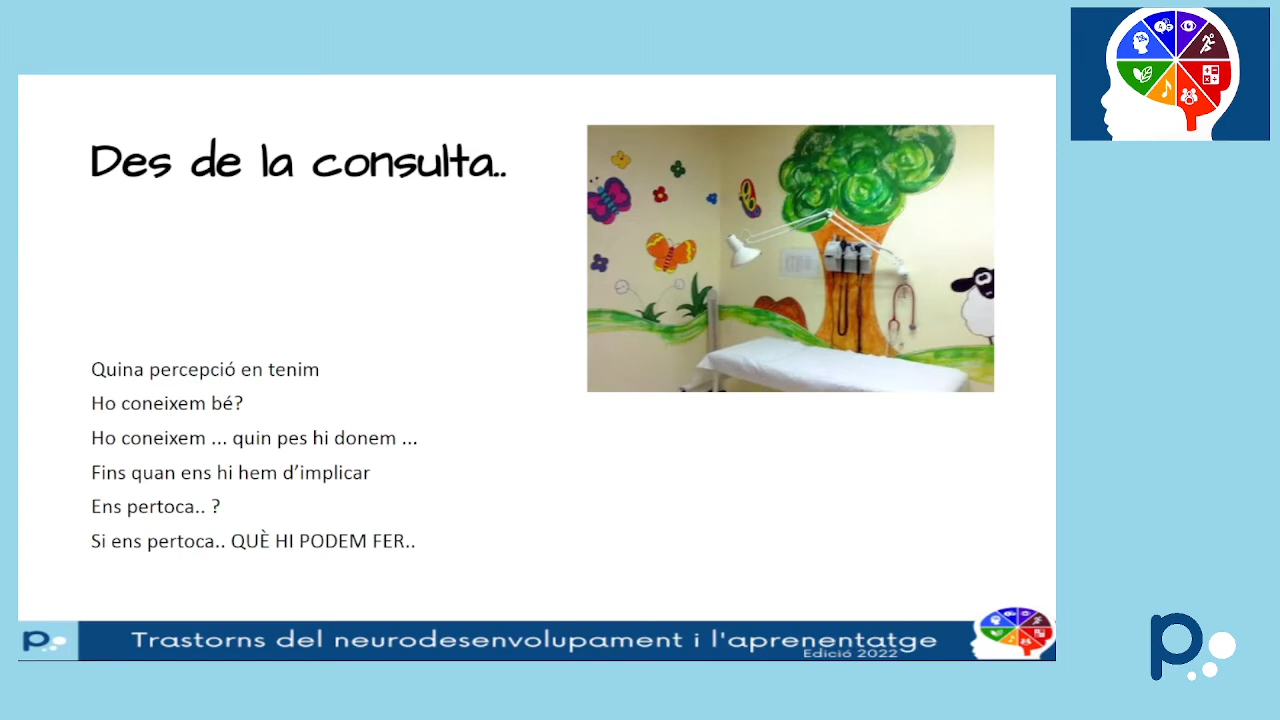 Des de la consulta..
Quina percepció en tenim
Ho coneixem bé?
Ho coneixem ... quin pes hi donem ...
Fins quan ens hi hem d’implicar
Ens pertoca.. ?
Si ens pertoca.. QUÈ HI PODEM FER..
p.
Trastorns del neurodesenvolupament i l'aprenentatge
Edició 2022
p.